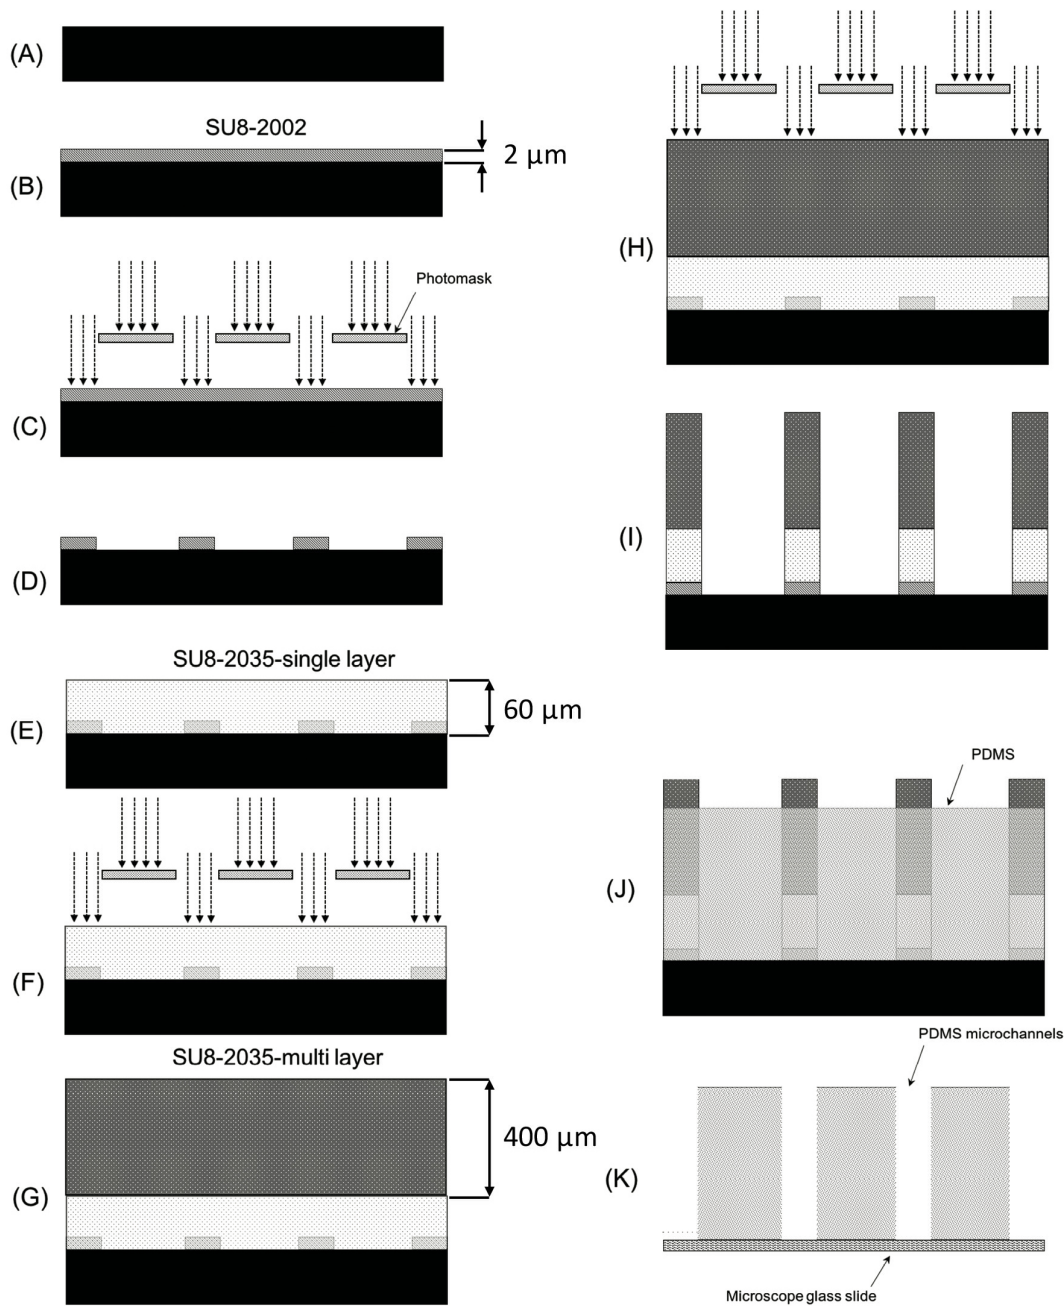 (A)
SU8-2002
2 μm
(B)
Photomask
(C)
(D)
SU8-2035-single layer
60 μm
(E)
(F)
SU8-2035-multi layer
400 μm
(G)
(H)
(I)
PDMS
(J)
PDMS microchannels
(K)
Microscope glass slide